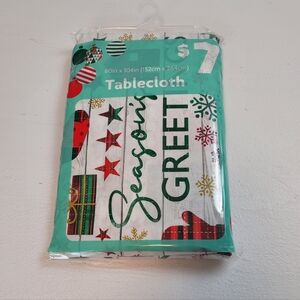 $7
60in x 104in (152cm x 264cm)
Tablecloth
Season's
GREET